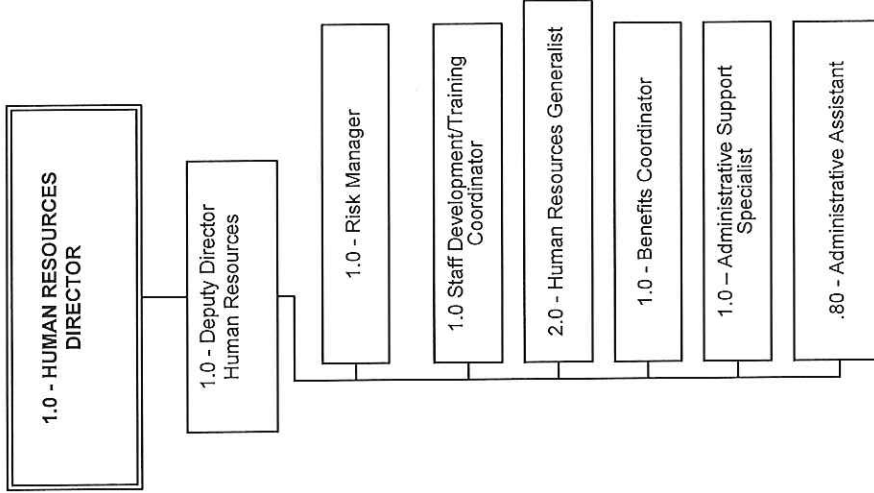 1.0 - HUMAN RESOURCES
DIRECTOR
1.0 - Deputy Director
Human Resources
1.0 - Risk Manager
1.0 Staff Development/Training
Coordinator
2.0 - Human Resources Generalist
1.0 - Benefits Coordinator
1.0 – Administrative Support
Specialist
.80 - Administrative Assistant